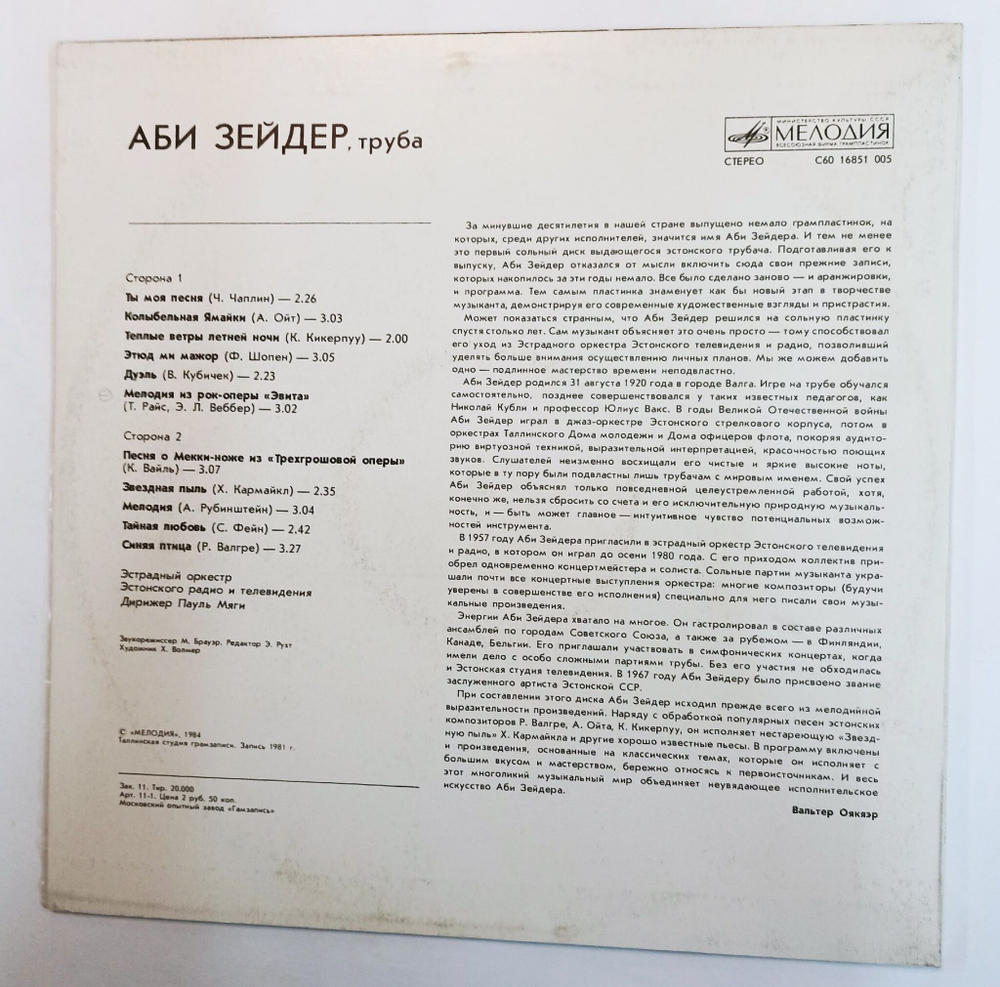 АБИ ЗЕЙДЕР, труба
МИНИСТЕРСТВО КУЛЬТУРЫ СССР
МЕЛОДИЯ
ВСЕСОЮЗНАЯ ФИРМА ГРАМПЛАСТИНОК
СТЕРЕО С60 16851 005
Сторона 1
Ты моя песня (Ч. Чаплин) — 2.26
Колыбельная Ямайки (А. Ойт) — 3.03
Теплые ветры летней ночи (К. Кикерпуу) — 2.00
Этюд ми мажор (Ф. Шопен) — 3.05
Дуэль (В. Кубичек) — 2.23
Мелодия из рок-оперы «Эвита»
(Т. Райс, Э. Л. Веббер) — 3.02
Сторона 2
Песня о Мекки-ноже из «Трехгрошовой оперы»
(К. Вайль) — 3.07
Звездная пыль (Х. Кармайкл) — 2.35
Мелодия (А. Рубинштейн) — 3.04
Тайная любовь (С. Фейн) — 2.42
Синяя птица (Р. Валгре) — 3.27
Эстрадный оркестр
Эстонского радио и телевидения
Дирижер Пауль Мяги
Звукорежиссер М. Брауэр. Редактор Э. Рухт
Художник Х. Волмер
© «МЕЛОДИЯ», 1984
Таллинская студия грамзаписи. Запись 1981 г.
Зак. 11. Тир. 20.000
Арт. 11-1. Цена 2 руб. 50 коп.
Московский опытный завод «Гамзапись»
За минувшие десятилетия в нашей стране выпущено немало грампластинок, на
которых, среди других исполнителей, значится имя Аби Зейдера. И тем не менее
это первый сольный диск выдающегося эстонского трубача. Подготавливая его к
выпуску, Аби Зейдер отказался от мысли включить сюда свои прежние записи,
которых накопилось за эти годы немало. Все было сделано заново — и аранжировки,
и программа. Тем самым пластинка знаменует как бы новый этап в творчестве
музыканта, демонстрируя его современные художественные взгляды и пристрастия.
Может показаться странным, что Аби Зейдер решился на сольную пластинку
спустя столько лет. Сам музыкант объясняет это очень просто — тому способствовал
его уход из Эстрадного оркестра Эстонского телевидения и радио, позволивший
уделять больше внимания осуществлению личных планов. Мы же можем добавить
одно — подлинное мастерство времени неподвластно.
Аби Зейдер родился 31 августа 1920 года в городе Валга. Игре на трубе обучался
самостоятельно, позднее совершенствовался у таких известных педагогов, как
Николай Кубли и профессор Юлиус Вакс. В годы Великой Отечественной войны
Аби Зейдер играл в джаз-оркестре Эстонского стрелкового корпуса, потом в
оркестрах Таллинского Дома молодежи и Дома офицеров флота, покоряя аудито-
рию виртуозной техникой, выразительной интерпретацией, красочностью поющих
звуков. Слушателей неизменно восхищали его чистые и яркие высокие ноты,
которые в ту пору были подвластны лишь трубачам с мировым именем. Свой успех
Аби Зейдер объяснял только повседневной целеустремленной работой, хотя,
конечно же, нельзя сбросить со счета и его исключительную природную музыкаль-
ность, и — быть может главное — интуитивное чувство потенциальных возмож-
ностей инструмента.
В 1957 году Аби Зейдера пригласили в эстрадный оркестр Эстонского телевидения
и радио, в котором он играл до осени 1980 года. С его приходом коллектив при-
обрел одновременно концертмейстера и солиста. Сольные партии музыканта укра-
шали почти все концертные выступления оркестра: многие композиторы (будучи
уверены в совершенстве его исполнения) специально для него писали свои музы-
кальные произведения.
Энергии Аби Зейдера хватало на многое. Он гастролировал в составе различных
ансамблей по городам Советского Союза, а также за рубежом — в Финляндии,
Канаде, Бельгии. Его приглашали участвовать в симфонических концертах, когда
имели дело с особо сложными партиями трубы. Без его участия не обходилась
и Эстонская студия телевидения. В 1967 году Аби Зейдеру было присвоено звание
заслуженного артиста Эстонской ССР.
При составлении этого диска Аби Зейдер исходил прежде всего из мелодийной
выразительности произведений. Наряду с обработкой популярных песен эстонских
композиторов Р. Валгре, А. Ойта, К. Кикерпуу, он исполняет нестареющую «Звезд-
ную пыль» Х. Кармайкла и другие хорошо известные пьесы. В программу включены
и произведения, основанные на классических темах, которые он исполняет с
большим вкусом и мастерством, бережно относясь к первоисточникам. И весь
этот многоликий музыкальный мир объединяет неувядающее исполнительское
искусство Аби Зейдера.
Вальтер Оякяэр